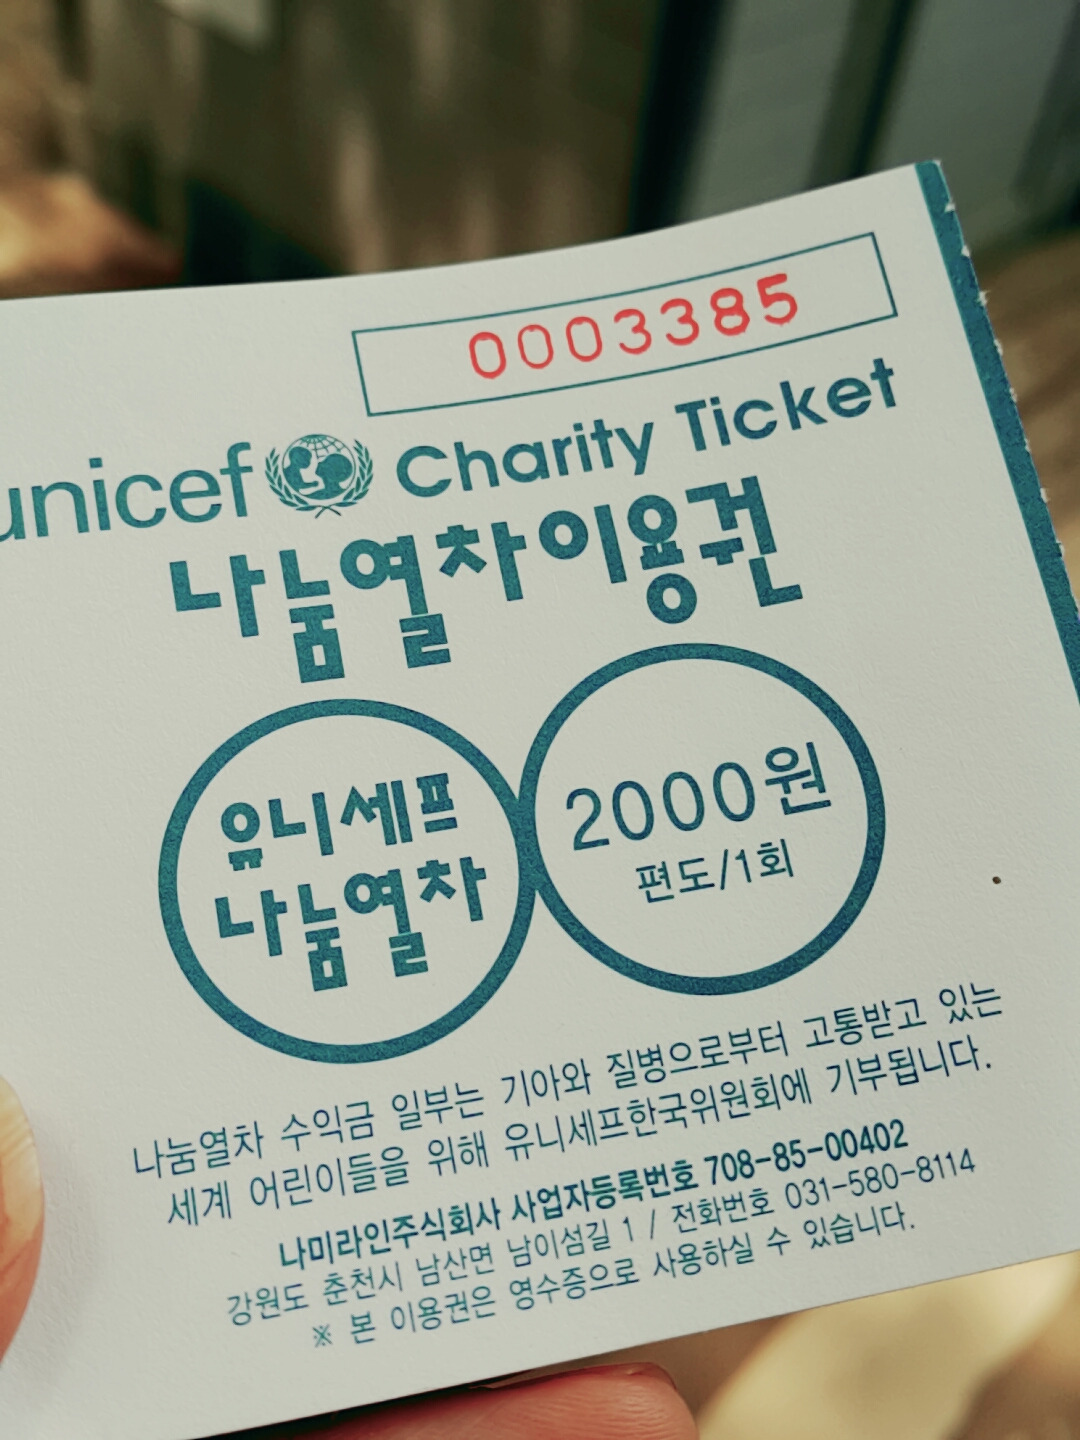 0003385
unicef Charity Ticket
나눔열차이용권
유니세프
나눔열차
2000원
편도/1회
나눔열차 수익금 일부는 기아와 질병으로부터 고통받고 있는
세계 어린이들을 위해 유니세프한국위원회에 기부됩니다.
나미라인주식회사 사업자등록번호 708-85-00402
강원도 춘천시 남산면 남이섬길 1 / 전화번호 031-580-8114
※ 본 이용권은 영수증으로 사용하실 수 있습니다.